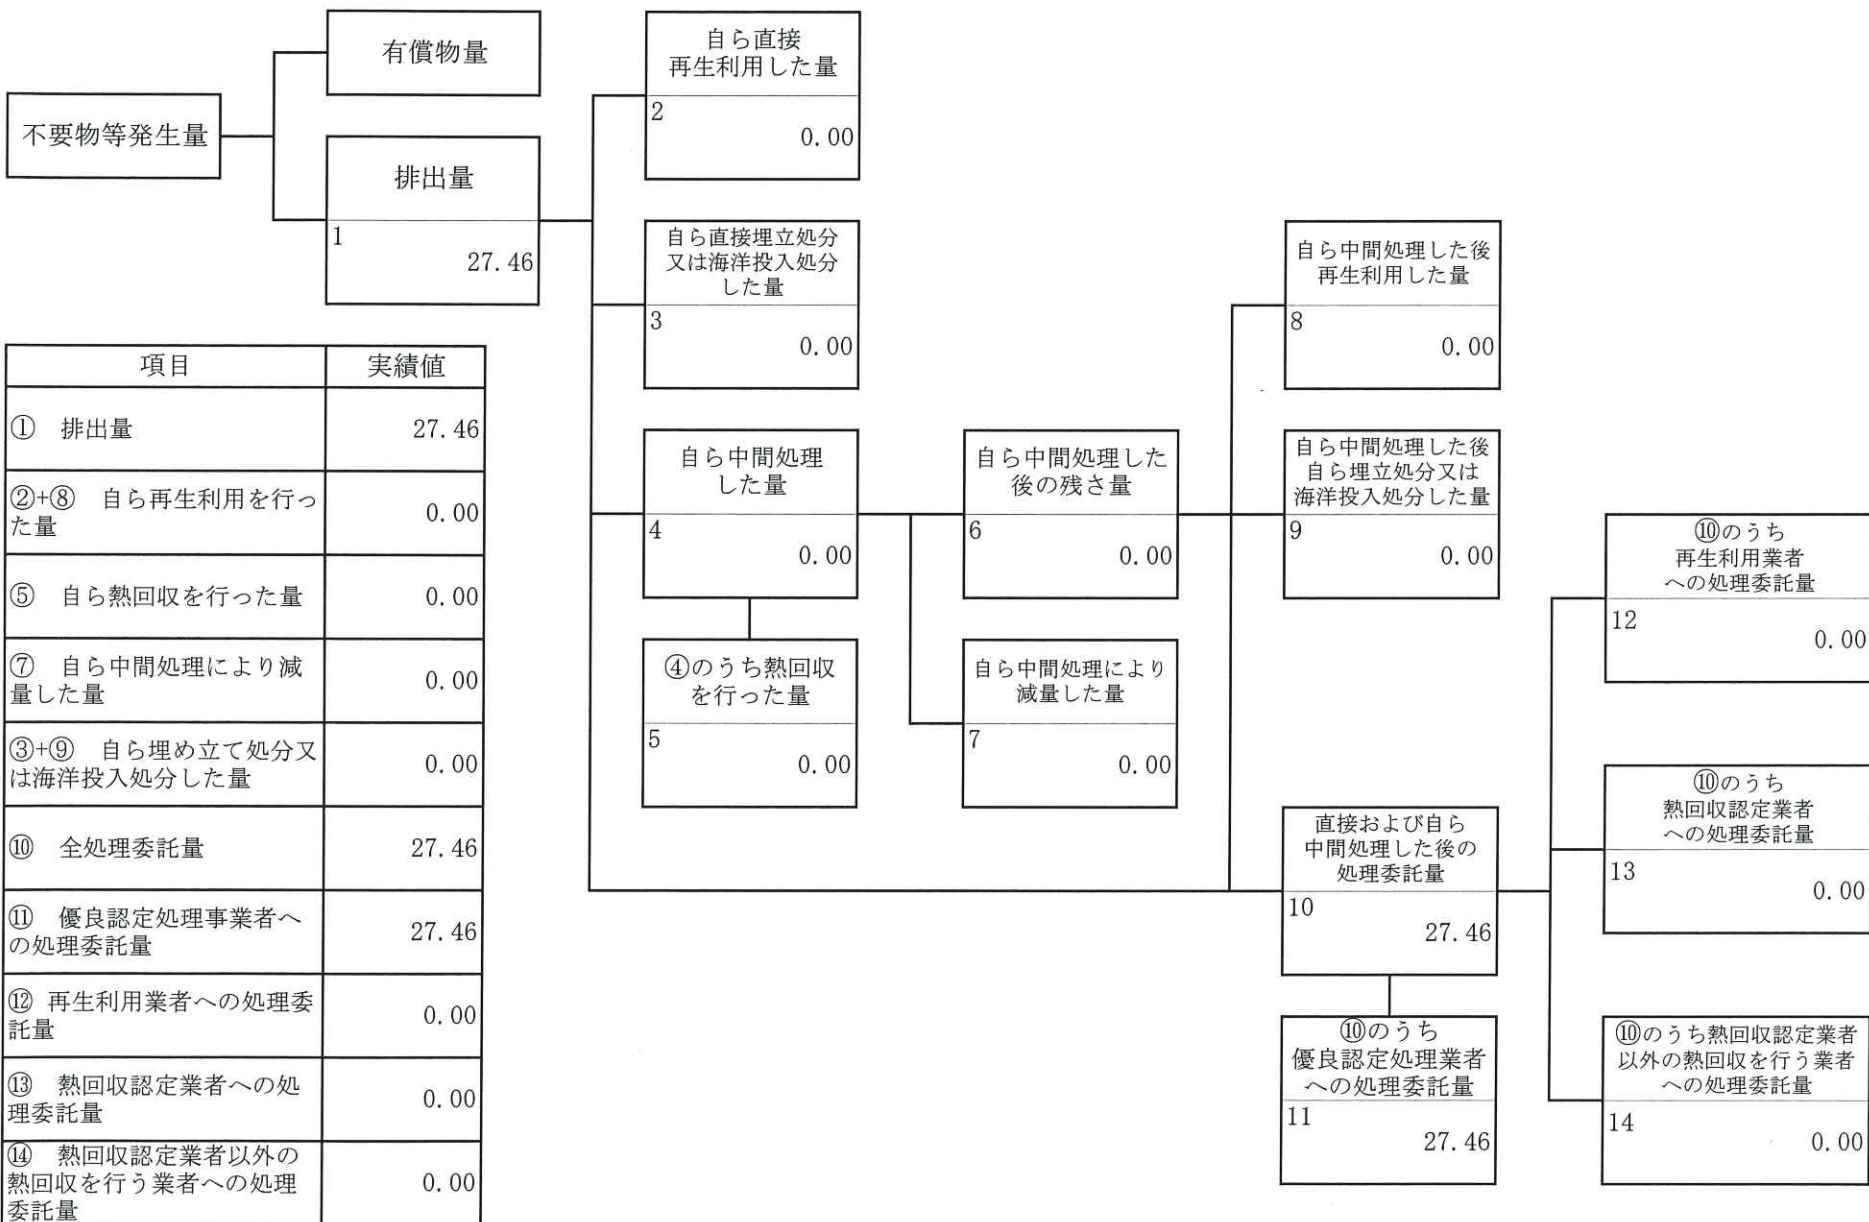 不要物等発生量
有償物量
排出量
1
27.46
自ら直接
再生利用した量
2
0.00
自ら直接埋立処分
又は海洋投入処分
した量
3
0.00
自ら中間処理
した量
4
0.00
④のうち熱回収
を行った量
5
0.00
自ら中間処理した
後の残さ量
6
0.00
自ら中間処理により
減量した量
7
0.00
自ら中間処理した後
再生利用した量
8
0.00
自ら中間処理した後
自ら埋立処分又は
海洋投入処分した量
9
0.00
直接および自ら
中間処理した後の
処理委託量
10
27.46
⑩のうち
優良認定処理業者
への処理委託量
11
27.46
⑩のうち
再生利用業者
への処理委託量
12
0.00
⑩のうち
熱回収認定業者
への処理委託量
13
0.00
⑩のうち熱回収認定業者
以外の熱回収を行う業者
への処理委託量
14
0.00
項目 実績値
① 排出量 27.46
②+⑧ 自ら再生利用を行っ
た量 0.00
⑤ 自ら熱回収を行った量 0.00
⑦ 自ら中間処理により減
量した量 0.00
③+⑨ 自ら埋め立て処分又
は海洋投入処分した量 0.00
⑩ 全処理委託量 27.46
⑪ 優良認定処理事業者へ
の処理委託量 27.46
⑫ 再生利用業者への処理委
託量 0.00
⑬ 熱回収認定業者への処
理委託量 0.00
⑭ 熱回収認定業者以外の
熱回収を行う業者への処理
委託量 0.00